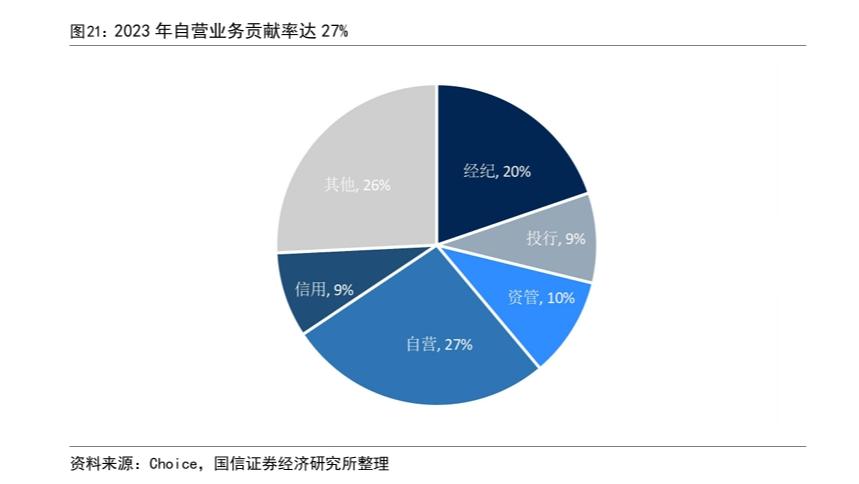 图21：2023 年自营业务贡献率达 27%
其他, 26%
经纪, 20%
投行, 9%
资管, 10%
信用, 9%
自营, 27%
资料来源：Choice，国信证券经济研究所整理